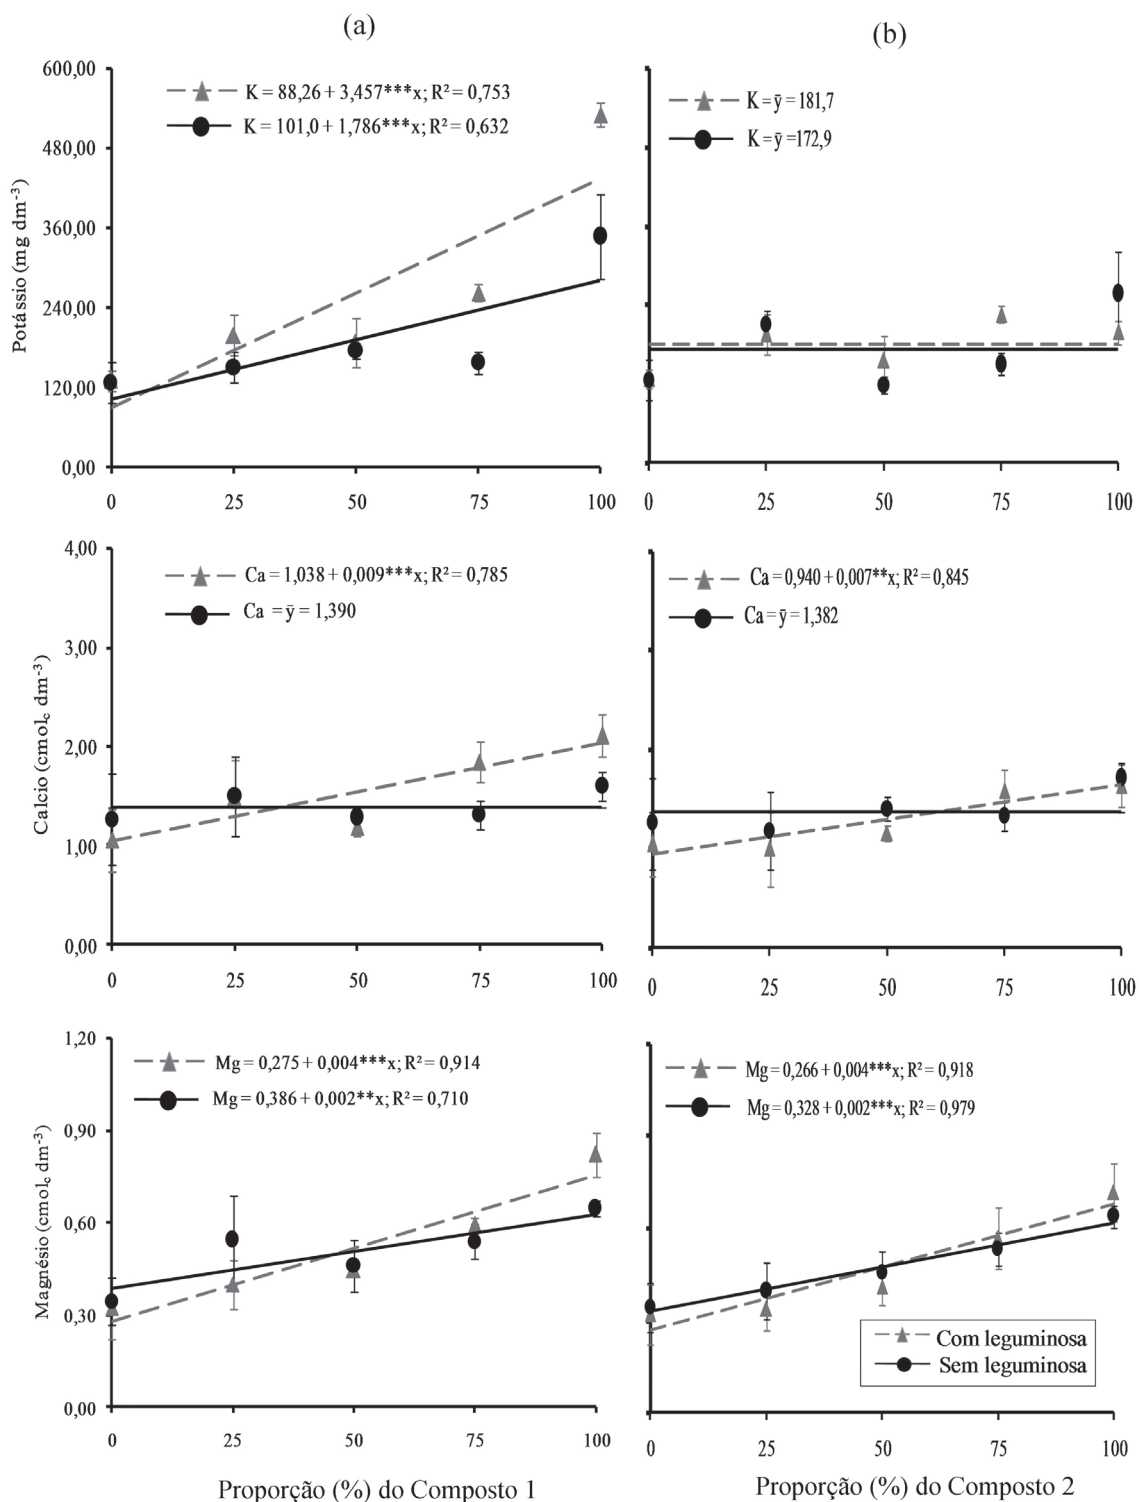 (a)
(b)
600,00
480,00
360,00
240,00
120,00
0,00
Potássio (mg dm⁻³)
K = 88,26 + 3,457***x; R² = 0,753
K = 101,0 + 1,786***x; R² = 0,632
0 25 50 75 100
K = ȳ = 181,7
K = ȳ = 172,9
0 25 50 75 100
4,00
3,00
2,00
1,00
0,00
Calcio (cmolc dm⁻³)
Ca = 1,038 + 0,009***x; R² = 0,785
Ca = ȳ = 1,390
0 25 50 75 100
Ca = 0,940 + 0,007**x; R² = 0,845
Ca = ȳ = 1,382
0 25 50 75 100
1,20
0,90
0,60
0,30
0,00
Magnésio (cmolc dm⁻³)
Mg = 0,275 + 0,004***x; R² = 0,914
Mg = 0,386 + 0,002**x; R² = 0,710
0 25 50 75 100
Proporção (%) do Composto 1
Mg = 0,266 + 0,004***x; R² = 0,918
Mg = 0,328 + 0,002***x; R² = 0,979
Com leguminosa
Sem leguminosa
0 25 50 75 100
Proporção (%) do Composto 2